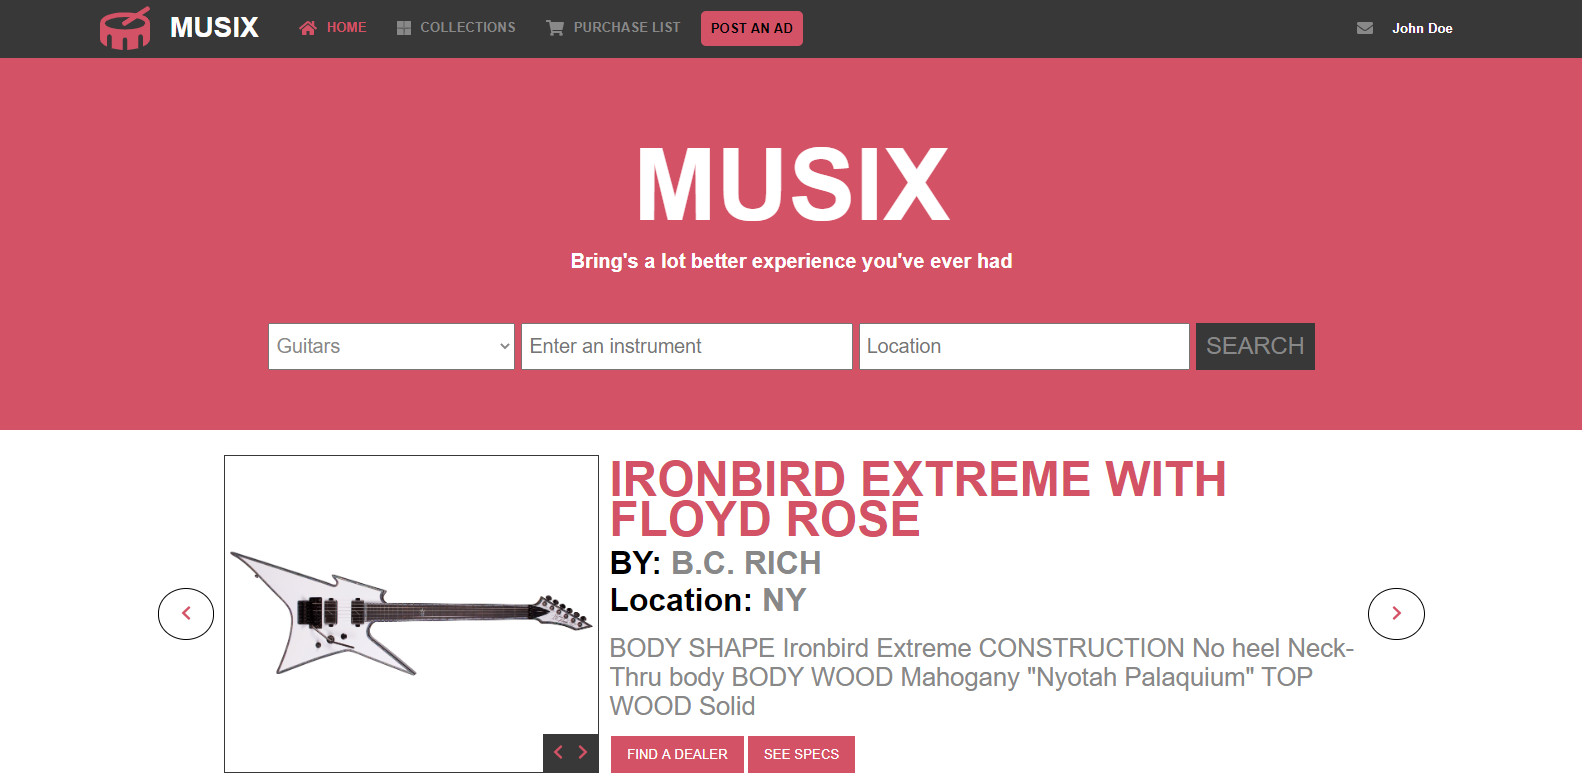 MUSIX
HOME
COLLECTIONS
PURCHASE LIST
POST AN AD
John Doe
MUSIX
Bring's a lot better experience you've ever had
Guitars
Enter an instrument
Location
SEARCH
IRONBIRD EXTREME WITH
FLOYD ROSE
BY: B.C. RICH
Location: NY
BODY SHAPE Ironbird Extreme CONSTRUCTION No heel Neck-
Thru body BODY WOOD Mahogany "Nyotah Palaquium" TOP
WOOD Solid
FIND A DEALER
SEE SPECS